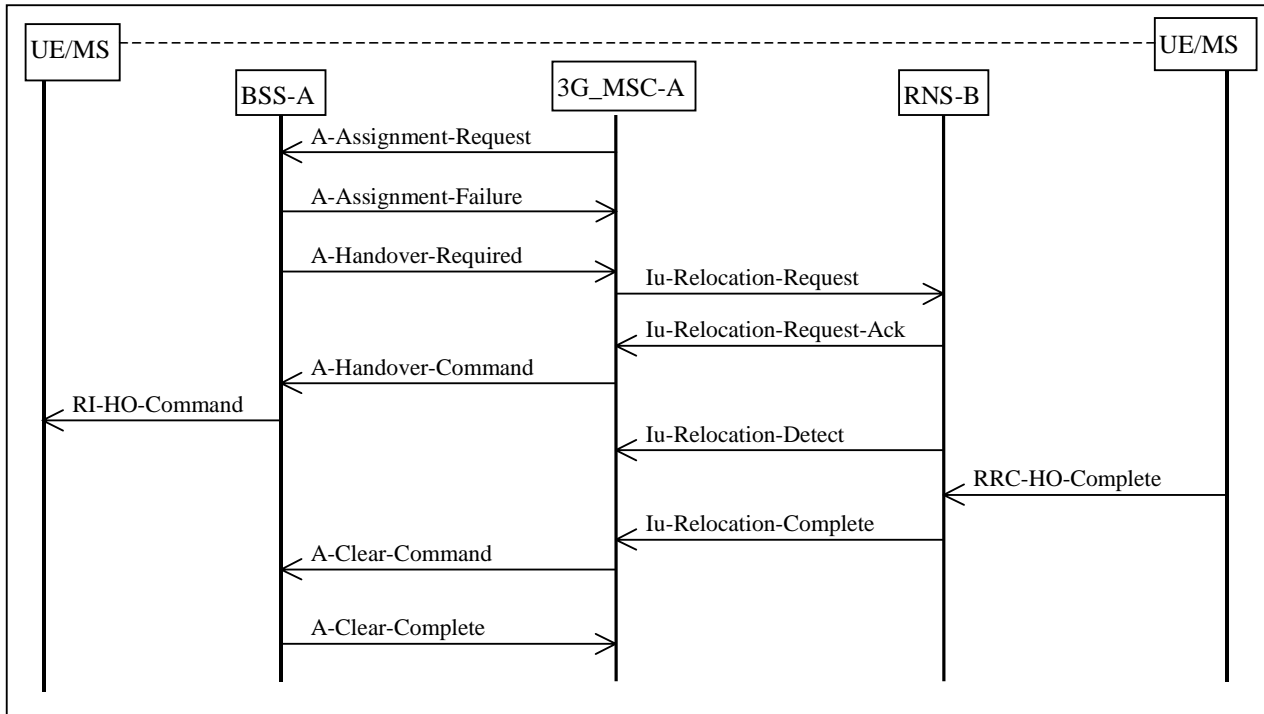 UE/MS
UE/MS
BSS-A
3G_MSC-A
RNS-B
A-Assignment-Request
A-Assignment-Failure
A-Handover-Required
Iu-Relocation-Request
Iu-Relocation-Request-Ack
A-Handover-Command
RI-HO-Command
Iu-Relocation-Detect
RRC-HO-Complete
Iu-Relocation-Complete
A-Clear-Command
A-Clear-Complete